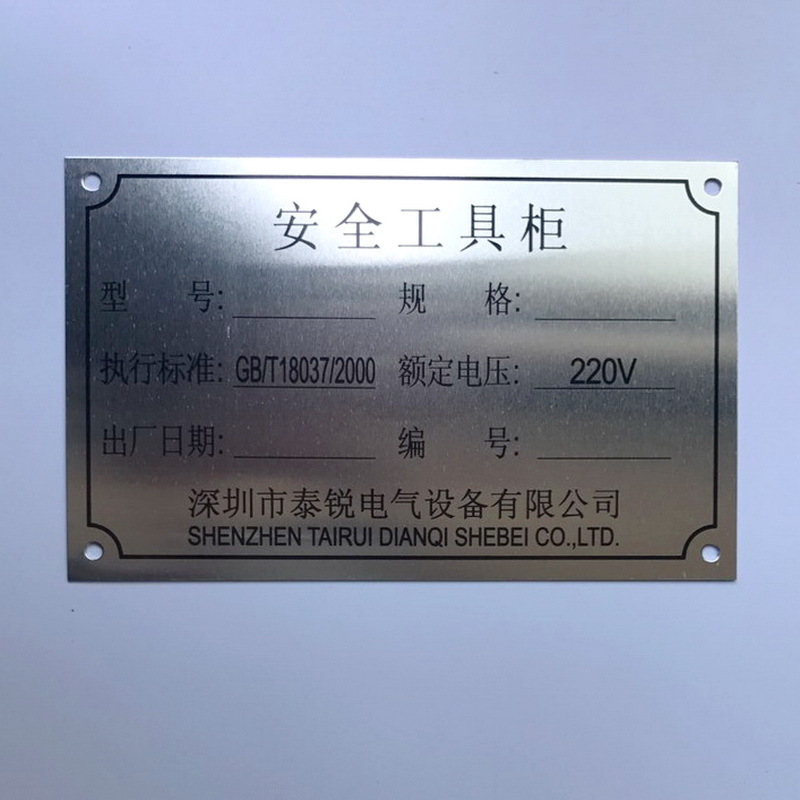 安全工具柜
型 号: 规 格:
执行标准: GB/T18037/2000 额定电压: 220V
出厂日期: 编 号:
深圳市泰锐电气设备有限公司
SHENZHEN TAIRUI DIANQI SHEBEI CO.,LTD.